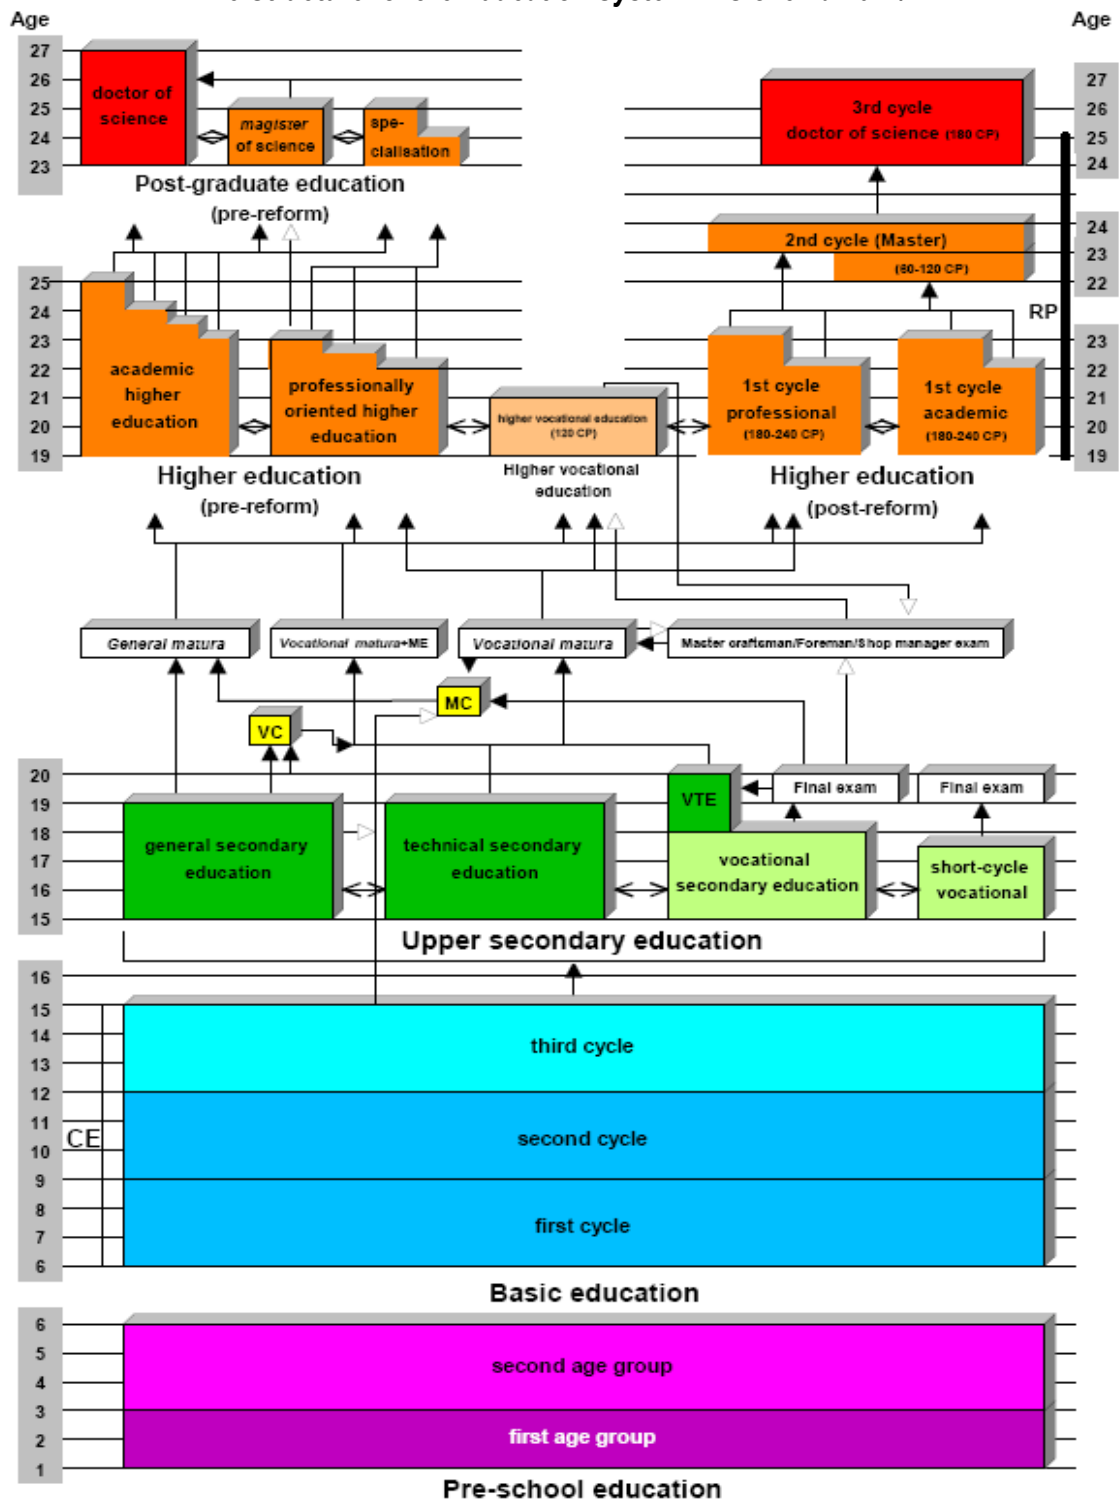 Age
Age
27
26
25
24
23
doctor of
science
magister
of science
spe-
cialisation
Post-graduate education
(pre-reform)
27
26
25
24
3rd cycle
doctor of science (180 CP)
24
23
22
2nd cycle (Master)
(60-120 CP)
RP
25
24
23
22
21
20
19
academic
higher
education
professionally
oriented higher
education
higher vocational education
(120 CP)
1st cycle
professional
(180-240 CP)
1st cycle
academic
(180-240 CP)
23
22
21
20
19
Higher education
(pre-reform)
Higher vocational
education
Higher education
(post-reform)
General matura
Vocational matura+ME
Vocational matura
Master craftsman/Foreman/Shop manager exam
MC
VC
20
19
18
17
16
15
general secondary
education
technical secondary
education
VTE
Final exam
Final exam
vocational
secondary education
short-cycle
vocational
Upper secondary education
16
15
14
13
12
11
10
9
8
7
6
CE
third cycle
second cycle
first cycle
Basic education
6
5
4
3
2
1
second age group
first age group
Pre-school education